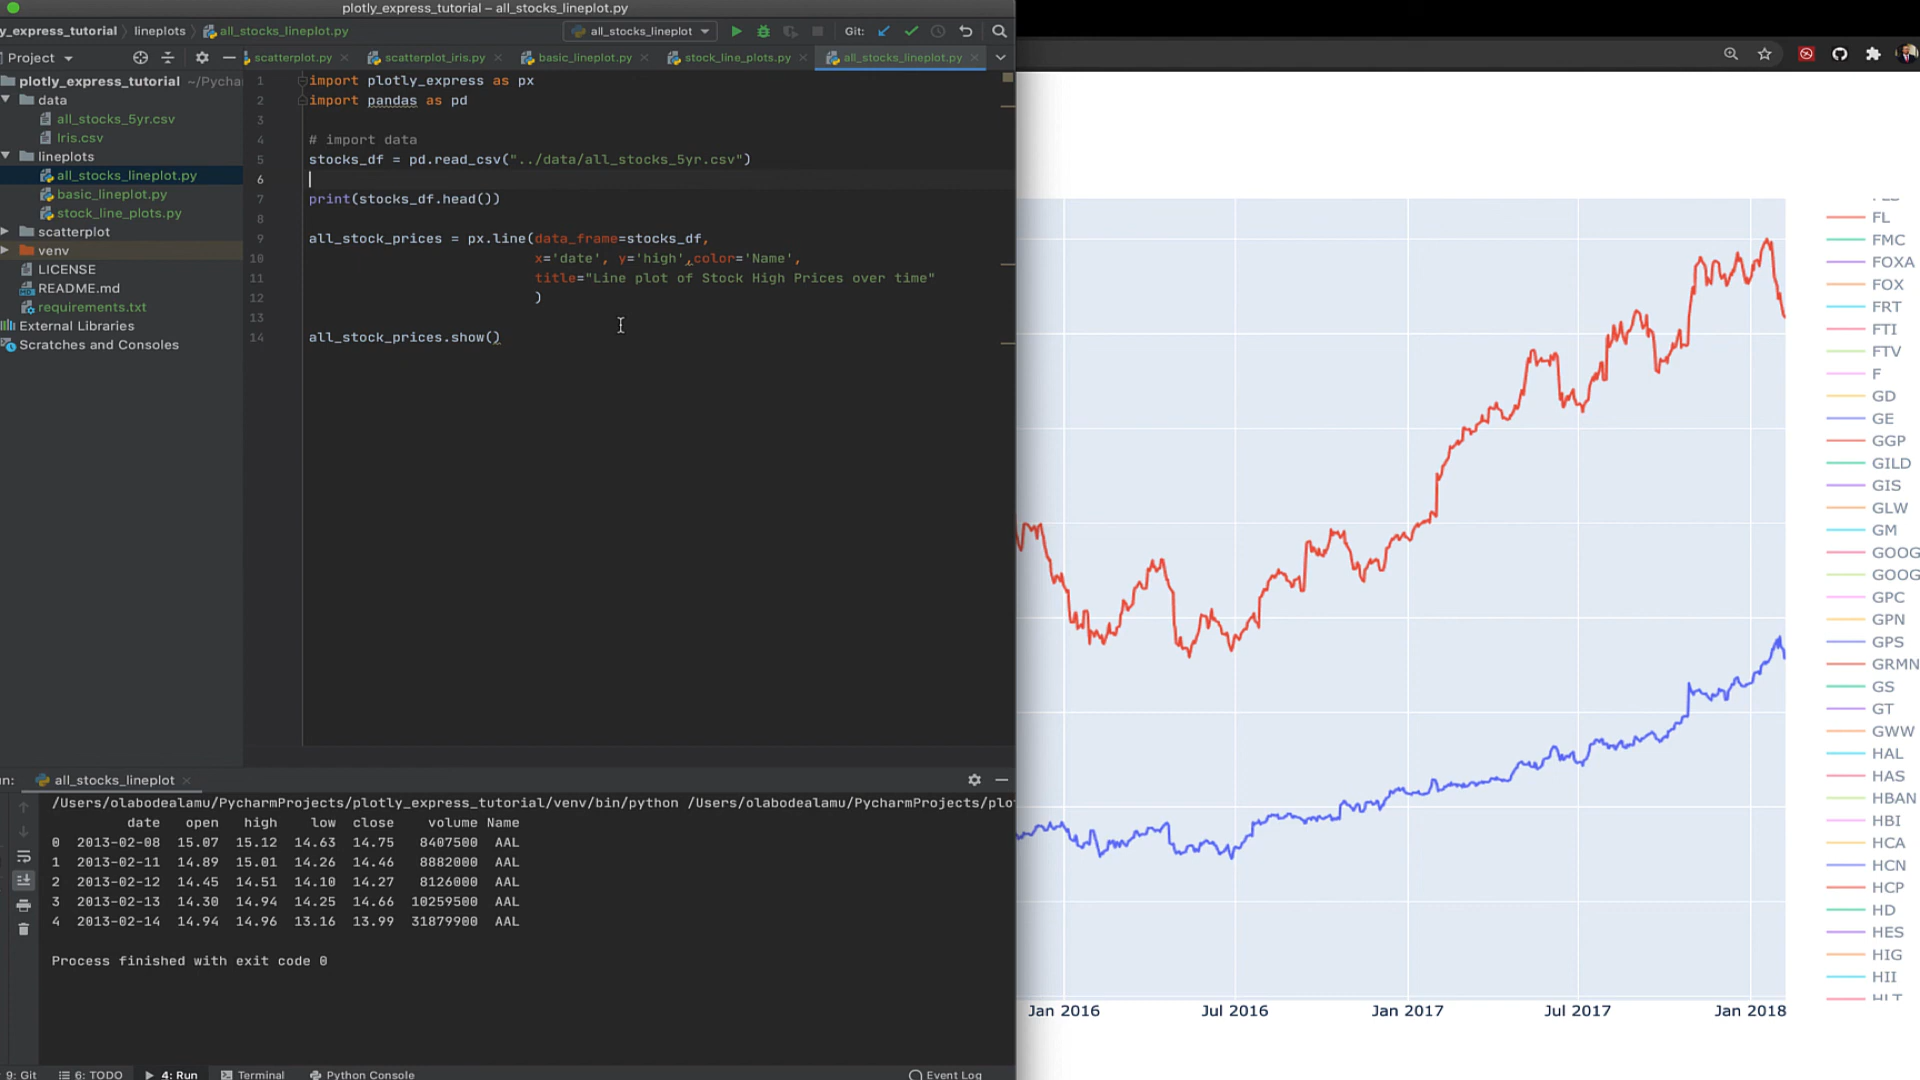 plotly_express_tutorial – all_stocks_lineplot.py
y_express_tutorial lineplots all_stocks_lineplot.py all_stocks_lineplot Git:
Project scatterplot.py scatterplot_iris.py basic_lineplot.py stock_line_plots.py all_stocks_lineplot.py
plotly_express_tutorial ~/Pychar
data
all_stocks_5yr.csv
Iris.csv
lineplots
all_stocks_lineplot.py
basic_lineplot.py
stock_line_plots.py
scatterplot
venv
LICENSE
README.md
requirements.txt
External Libraries
Scratches and Consoles
1 import plotly_express as px
2 import pandas as pd
3
4 # import data
5 stocks_df = pd.read_csv("../data/all_stocks_5yr.csv")
6
7 print(stocks_df.head())
8
9 all_stock_prices = px.line(data_frame=stocks_df,
10 x='date', y='high',color='Name',
11 title="Line plot of Stock High Prices over time"
12 )
13
14 all_stock_prices.show()
n: all_stocks_lineplot
/Users/olabodealamu/PycharmProjects/plotly_express_tutorial/venv/bin/python /Users/olabodealamu/PycharmProjects/plo
date open high low close volume Name
0 2013-02-08 15.07 15.12 14.63 14.75 8407500 AAL
1 2013-02-11 14.89 15.01 14.26 14.46 8882000 AAL
2 2013-02-12 14.45 14.51 14.10 14.27 8126000 AAL
3 2013-02-13 14.30 14.94 14.25 14.66 10259500 AAL
4 2013-02-14 14.94 14.96 13.16 13.99 31879900 AAL
Process finished with exit code 0
9: Git 6: TODO 4: Run Terminal Python Console Event Log
FL
FMC
FOXA
FOX
FRT
FTI
FTV
F
GD
GE
GGP
GILD
GIS
GLW
GM
GOOG
GOOG
GPC
GPN
GPS
GRMN
GS
GT
GWW
HAL
HAS
HBAN
HBI
HCA
HCN
HCP
HD
HES
HIG
HII
HLT
Jan 2016 Jul 2016 Jan 2017 Jul 2017 Jan 2018